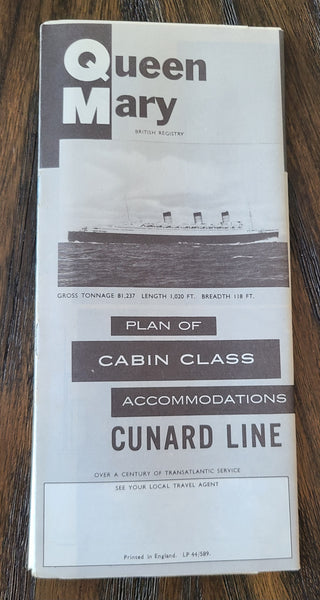 Queen
Mary
BRITISH REGISTRY
GROSS TONNAGE 81,237 LENGTH 1,020 FT. BREADTH 118 FT.
PLAN OF
CABIN CLASS
ACCOMMODATIONS
CUNARD LINE
OVER A CENTURY OF TRANSATLANTIC SERVICE
SEE YOUR LOCAL TRAVEL AGENT
Printed in England. LP 44/589.